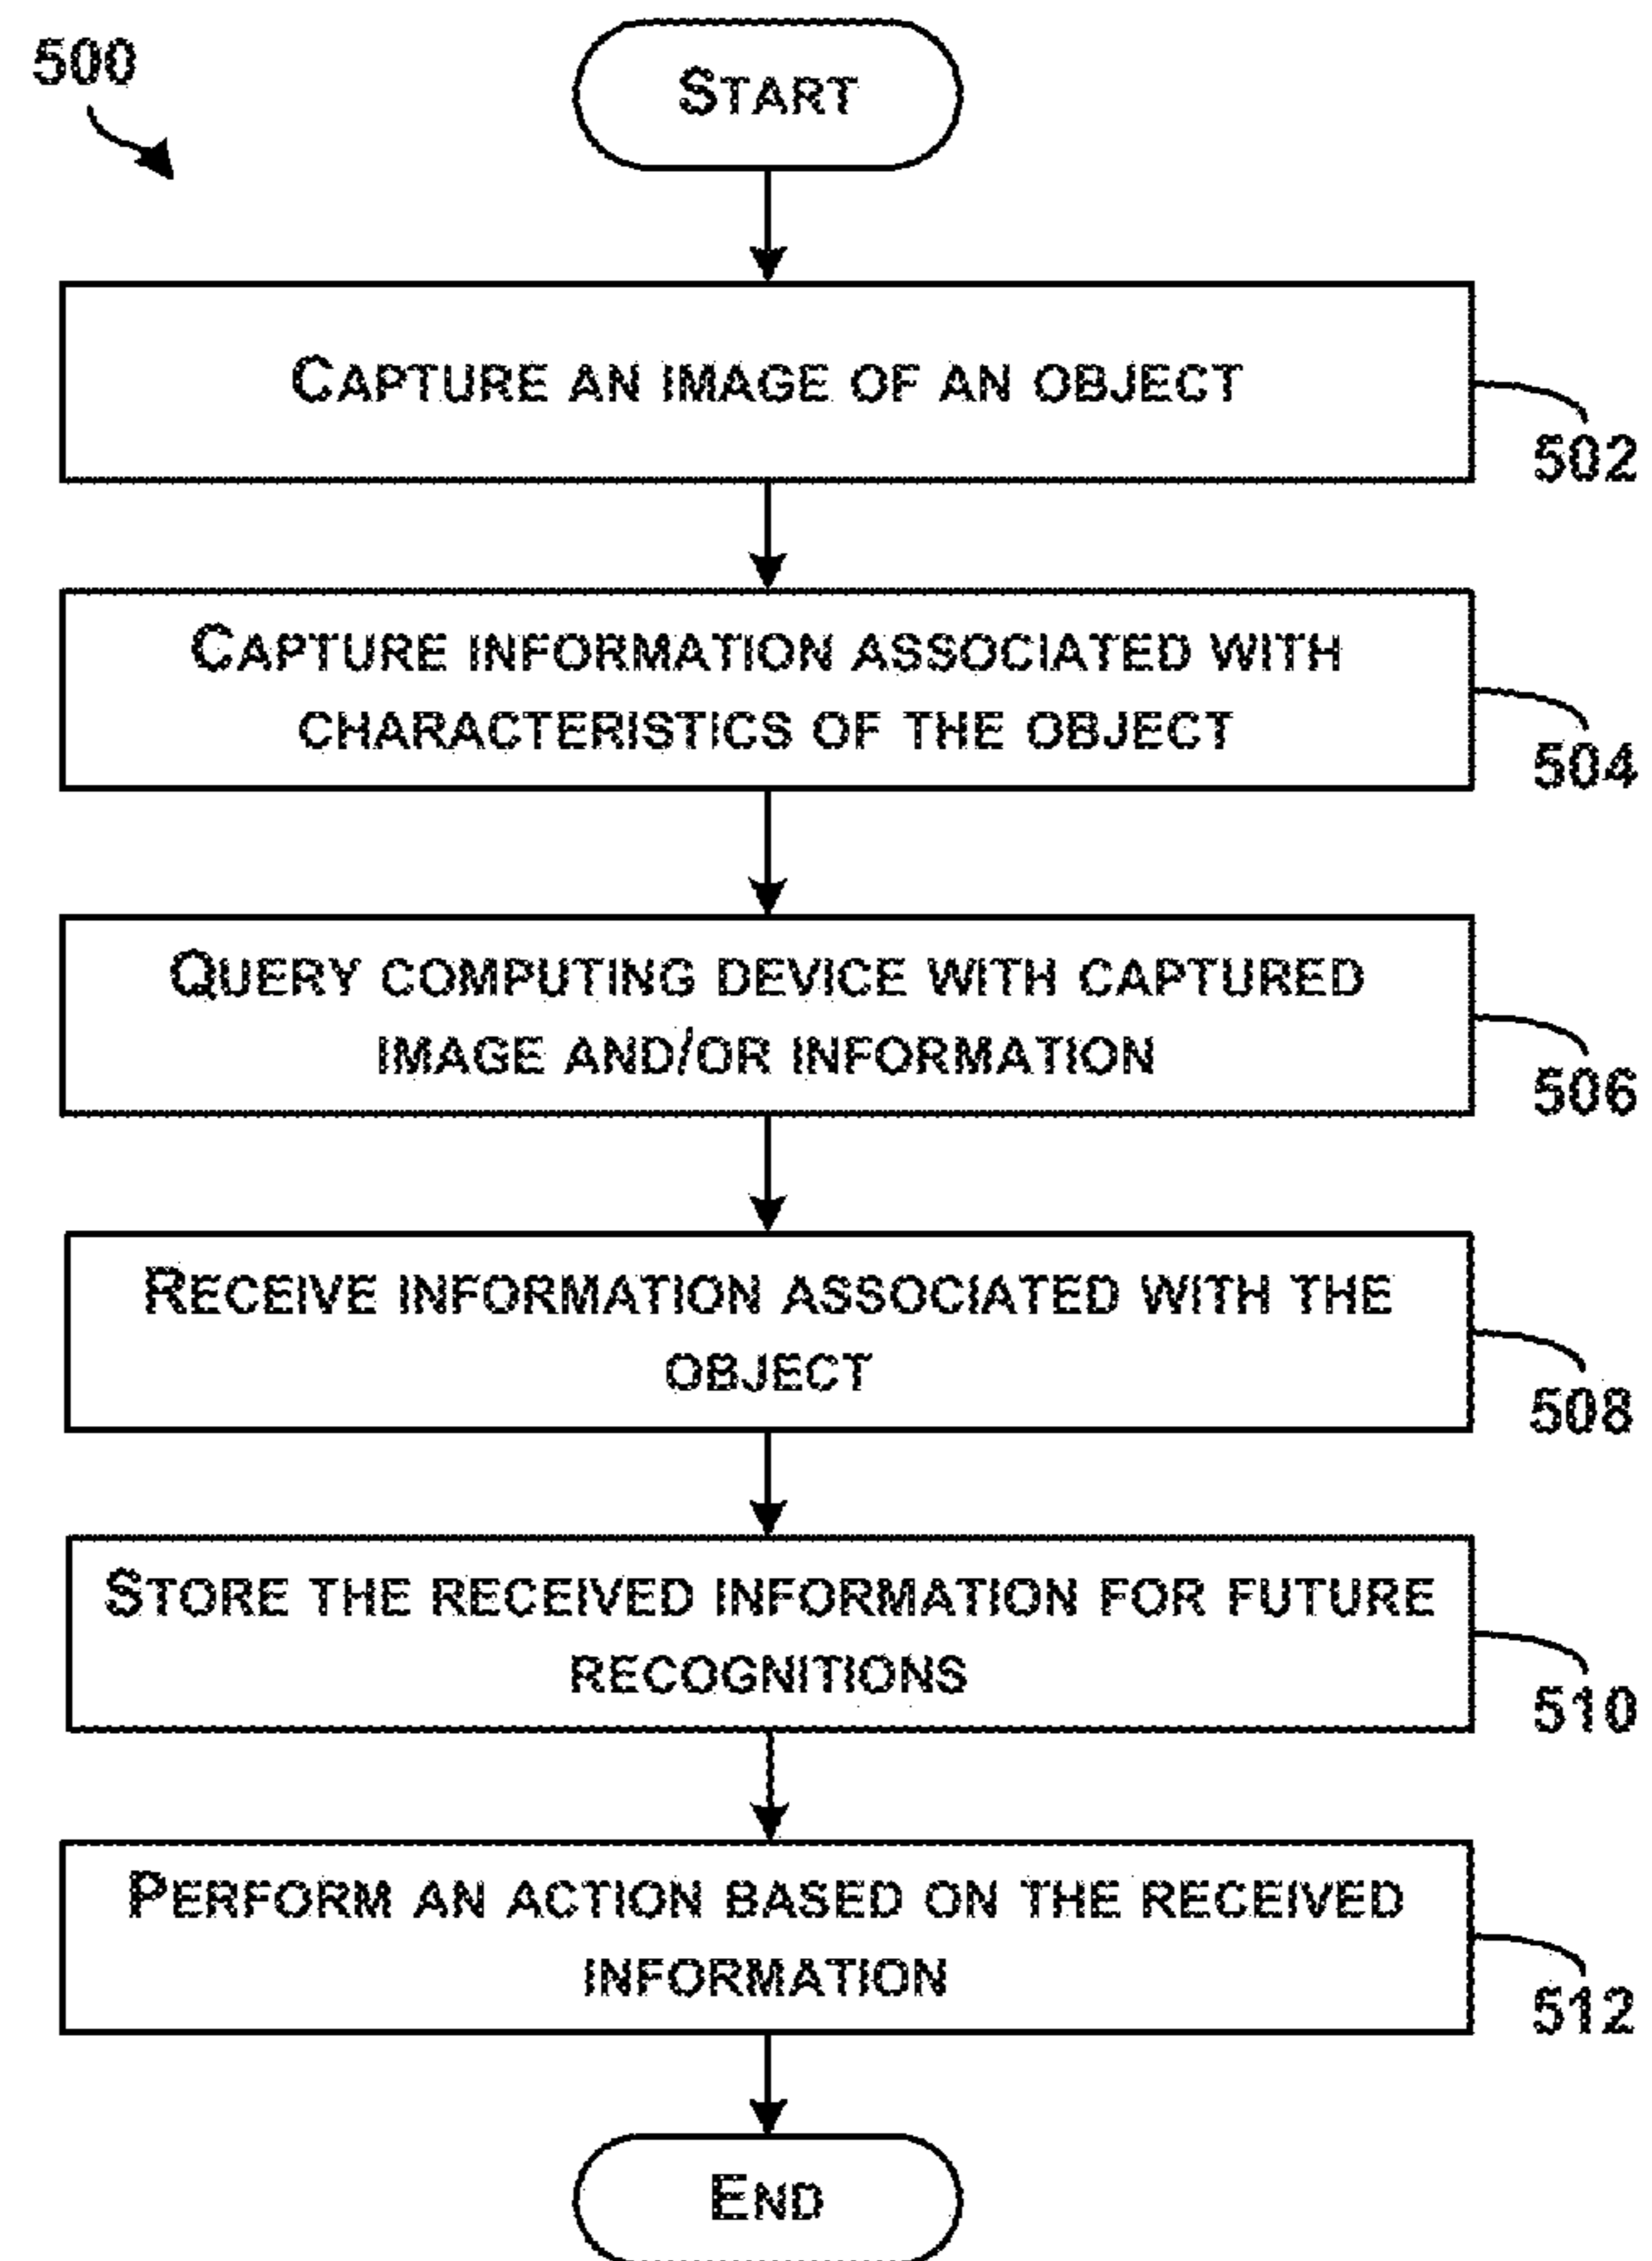 500
START
CAPTURE AN IMAGE OF AN OBJECT
502
CAPTURE INFORMATION ASSOCIATED WITH
CHARACTERISTICS OF THE OBJECT
504
QUERY COMPUTING DEVICE WITH CAPTURED
IMAGE AND/OR INFORMATION
506
RECEIVE INFORMATION ASSOCIATED WITH THE
OBJECT
508
STORE THE RECEIVED INFORMATION FOR FUTURE
RECOGNITIONS
510
PERFORM AN ACTION BASED ON THE RECEIVED
INFORMATION
512
END